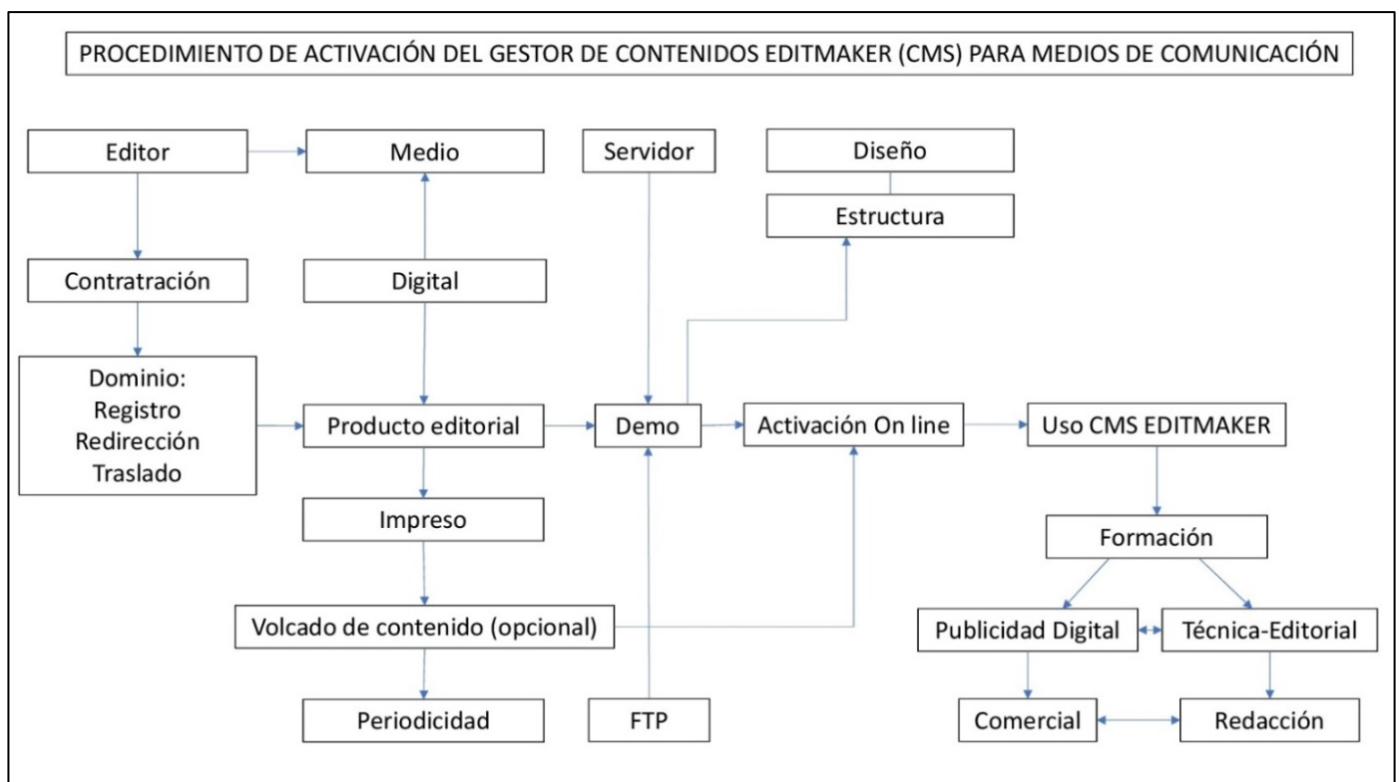 PROCEDIMIENTO DE ACTIVACIÓN DEL GESTOR DE CONTENIDOS EDITMAKER (CMS) PARA MEDIOS DE COMUNICACIÓN
Editor
Medio
Servidor
Diseño
Estructura
Contratración
Digital
Dominio:
Registro
Redirección
Traslado
Producto editorial
Demo
Activación On line
Uso CMS EDITMAKER
Impreso
Formación
Volcado de contenido (opcional)
Publicidad Digital
Técnica-Editorial
Periodicidad
FTP
Comercial
Redacción